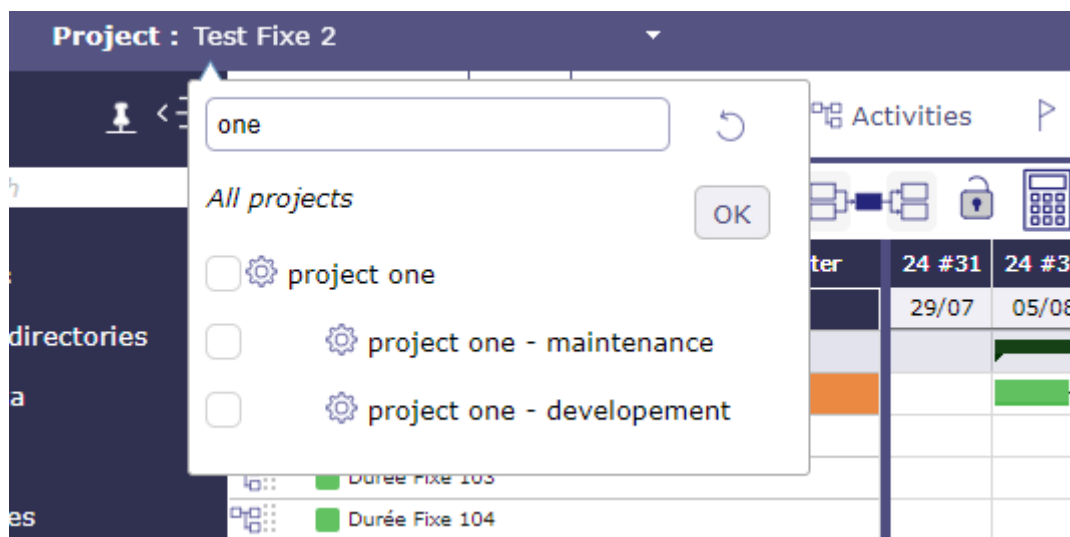 Project : Test Fixe 2
one
Activities
All projects
OK
project one
24 #31 24 #3
29/07 05/08
directories
project one - maintenance
project one - developement
Durée Fixe 103
Durée Fixe 104